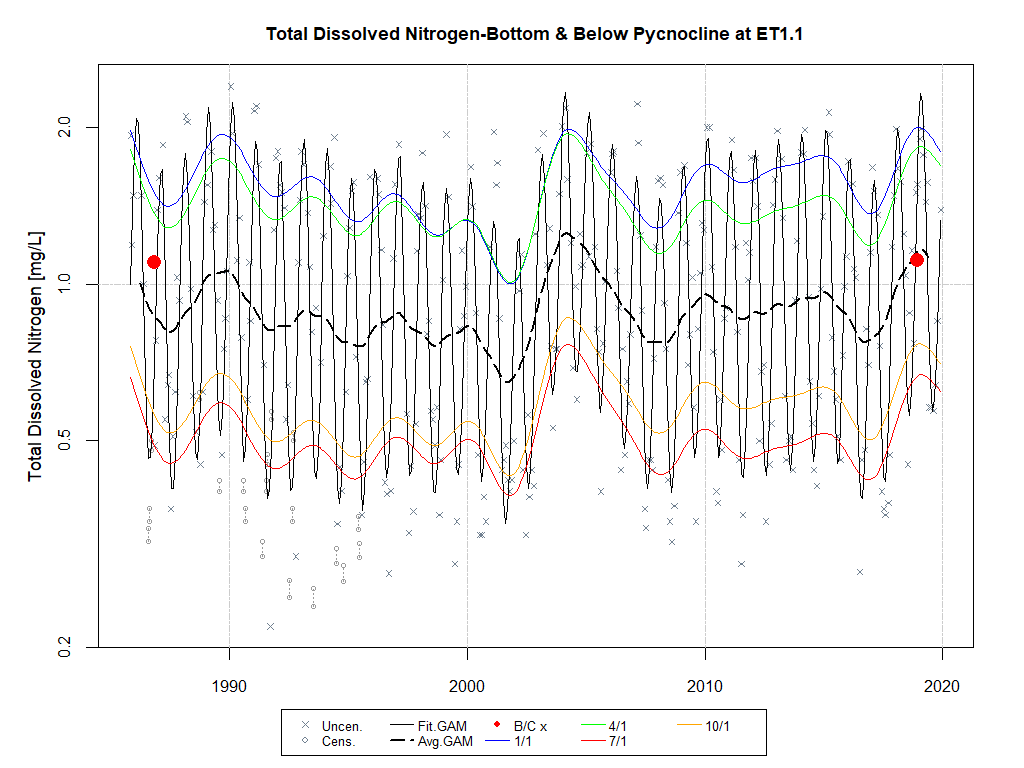 Total Dissolved Nitrogen-Bottom & Below Pycnocline at ET1.1
Total Dissolved Nitrogen [mg/L]
2.0
1.0
0.5
0.2
1990 2000 2010 2020
Uncen. Fit.GAM B/C x 4/1 10/1
Cens. Avg.GAM 1/1 7/1